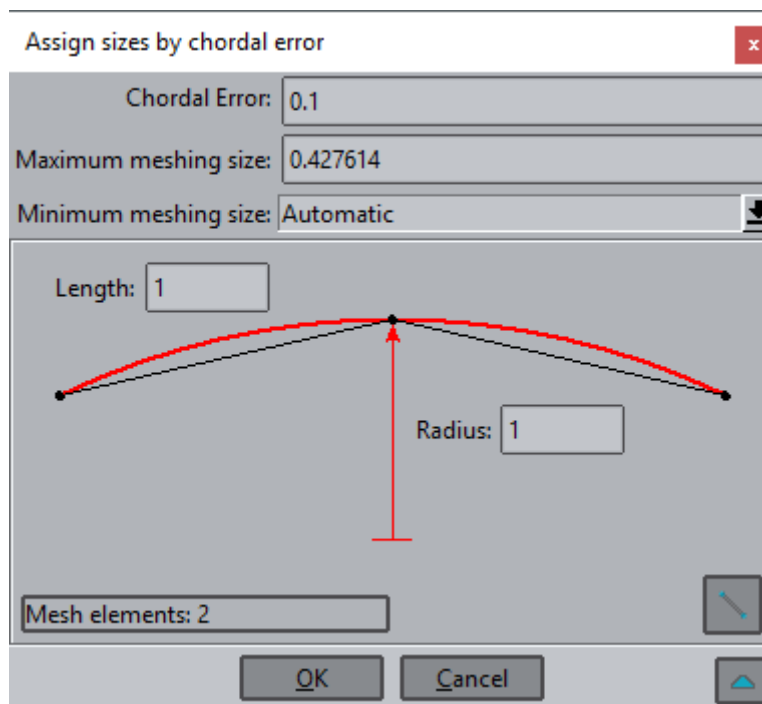 Assign sizes by chordal error
x
Chordal Error: 0.1
Maximum meshing size: 0.427614
Minimum meshing size: Automatic
Length: 1
Radius: 1
Mesh elements: 2
OK Cancel